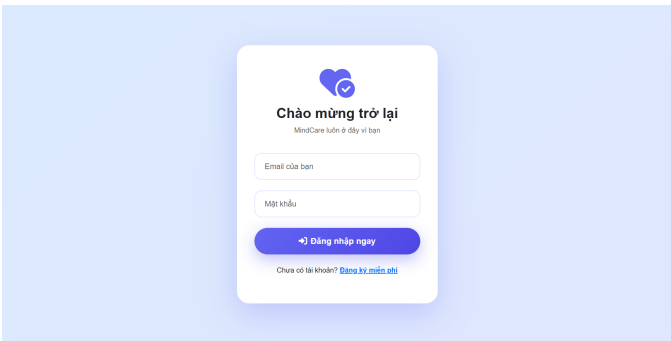 Chào mừng trở lại
MindCare luôn ở đây vì bạn
Email của bạn
Mật khẩu
Đăng nhập ngay
Chưa có tài khoản? Đăng ký miễn phí